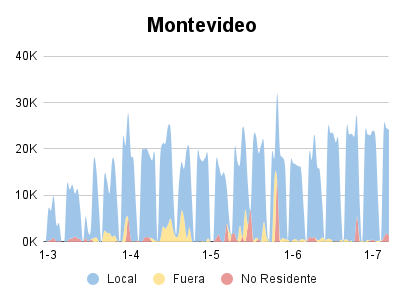 Montevideo
40K
30K
20K
10K
0K
1-3 1-4 1-5 1-6 1-7
Local Fuera No Residente